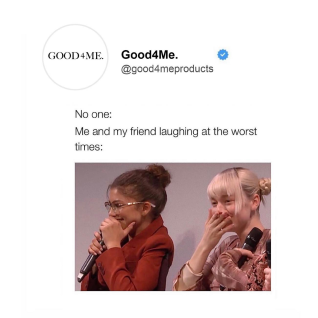 GOOD4ME.
Good4Me.
@good4meproducts
No one:
Me and my friend laughing at the worst
times: